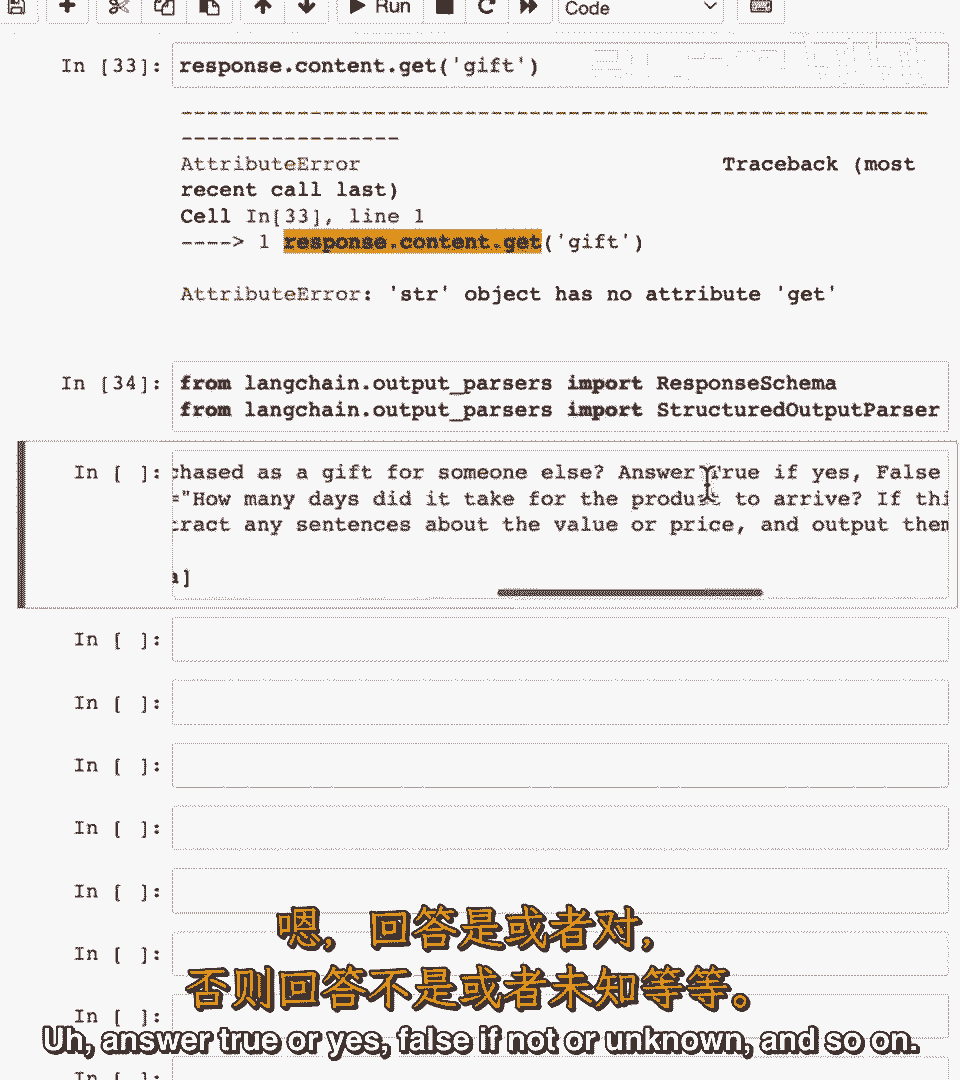 Run
Code
In [33]: response.content.get('gift')
---------------------------------------------------------------------------
AttributeError Traceback (most
recent call last)
Cell In[33], line 1
----> 1 response.content.get('gift')
AttributeError: 'str' object has no attribute 'get'
In [34]: from langchain.output_parsers import ResponseSchema
from langchain.output_parsers import StructuredOutputParser
In [ ]: chased as a gift for someone else? Answer True if yes, False
="How many days did it take for the product to arrive? If thi
tract any sentences about the value or price, and output them
a]
In [ ]:
In [ ]:
In [ ]:
In [ ]:
In [ ]:
In [ ]:
In [ ]:
In [ ]:
嗯，回答是或者对，
否则回答不是或者未知等等。
Uh, answer true or yes, false if not or unknown, and so on.